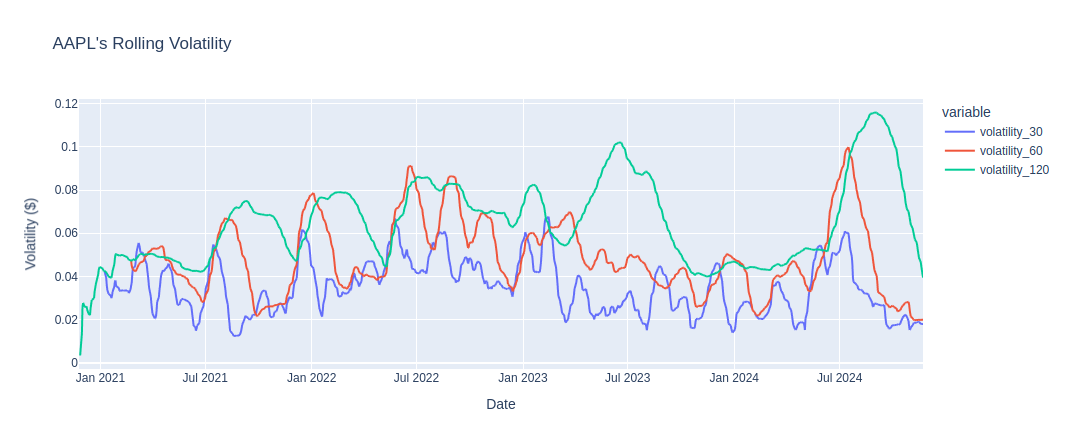 AAPL's Rolling Volatility
Volatility ($)
0.12
0.1
0.08
0.06
0.04
0.02
0
Jan 2021
Jul 2021
Jan 2022
Jul 2022
Jan 2023
Jul 2023
Jan 2024
Jul 2024
Date
variable
volatility_30
volatility_60
volatility_120